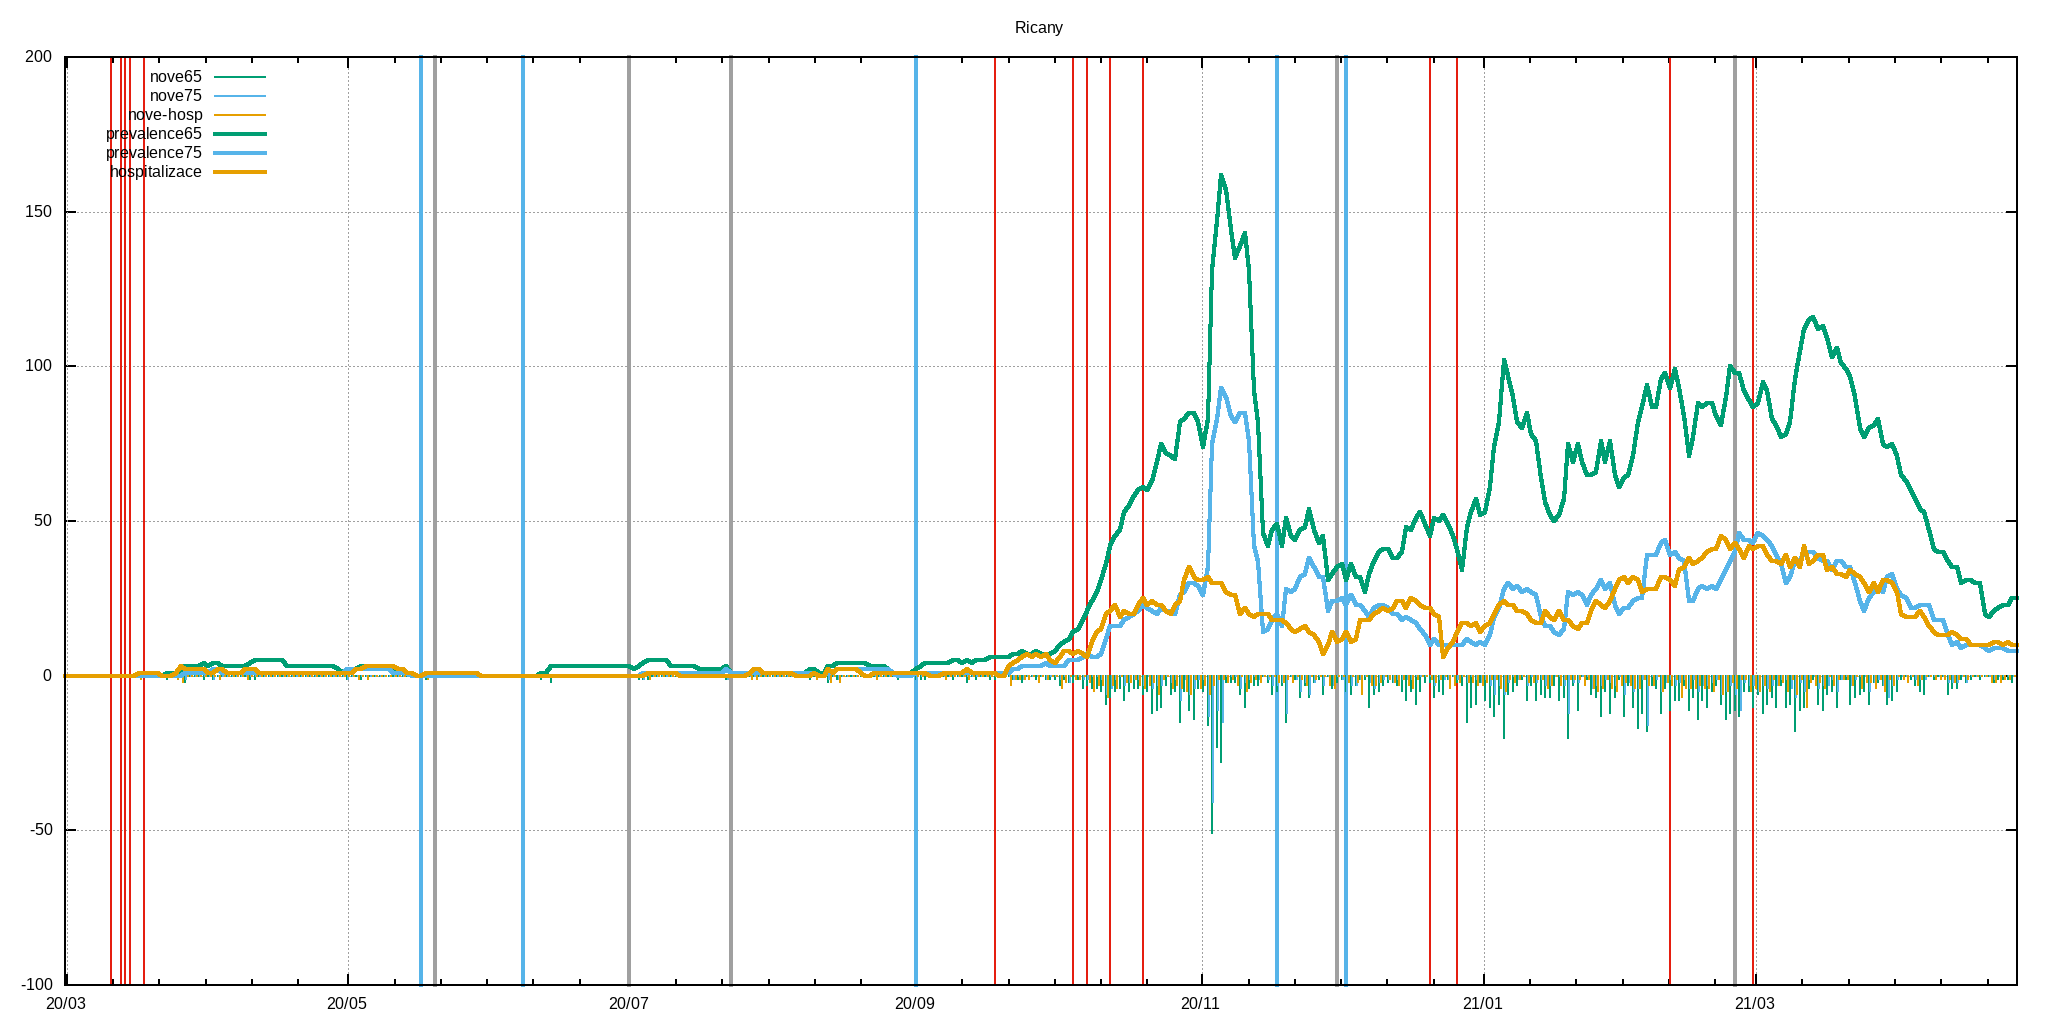 Ricany
200
150
100
50
0
-50
-100
nove65
nove75
nove-hosp
prevalence65
prevalence75
hospitalizace
20/03 20/05 20/07 20/09 20/11 21/01 21/03